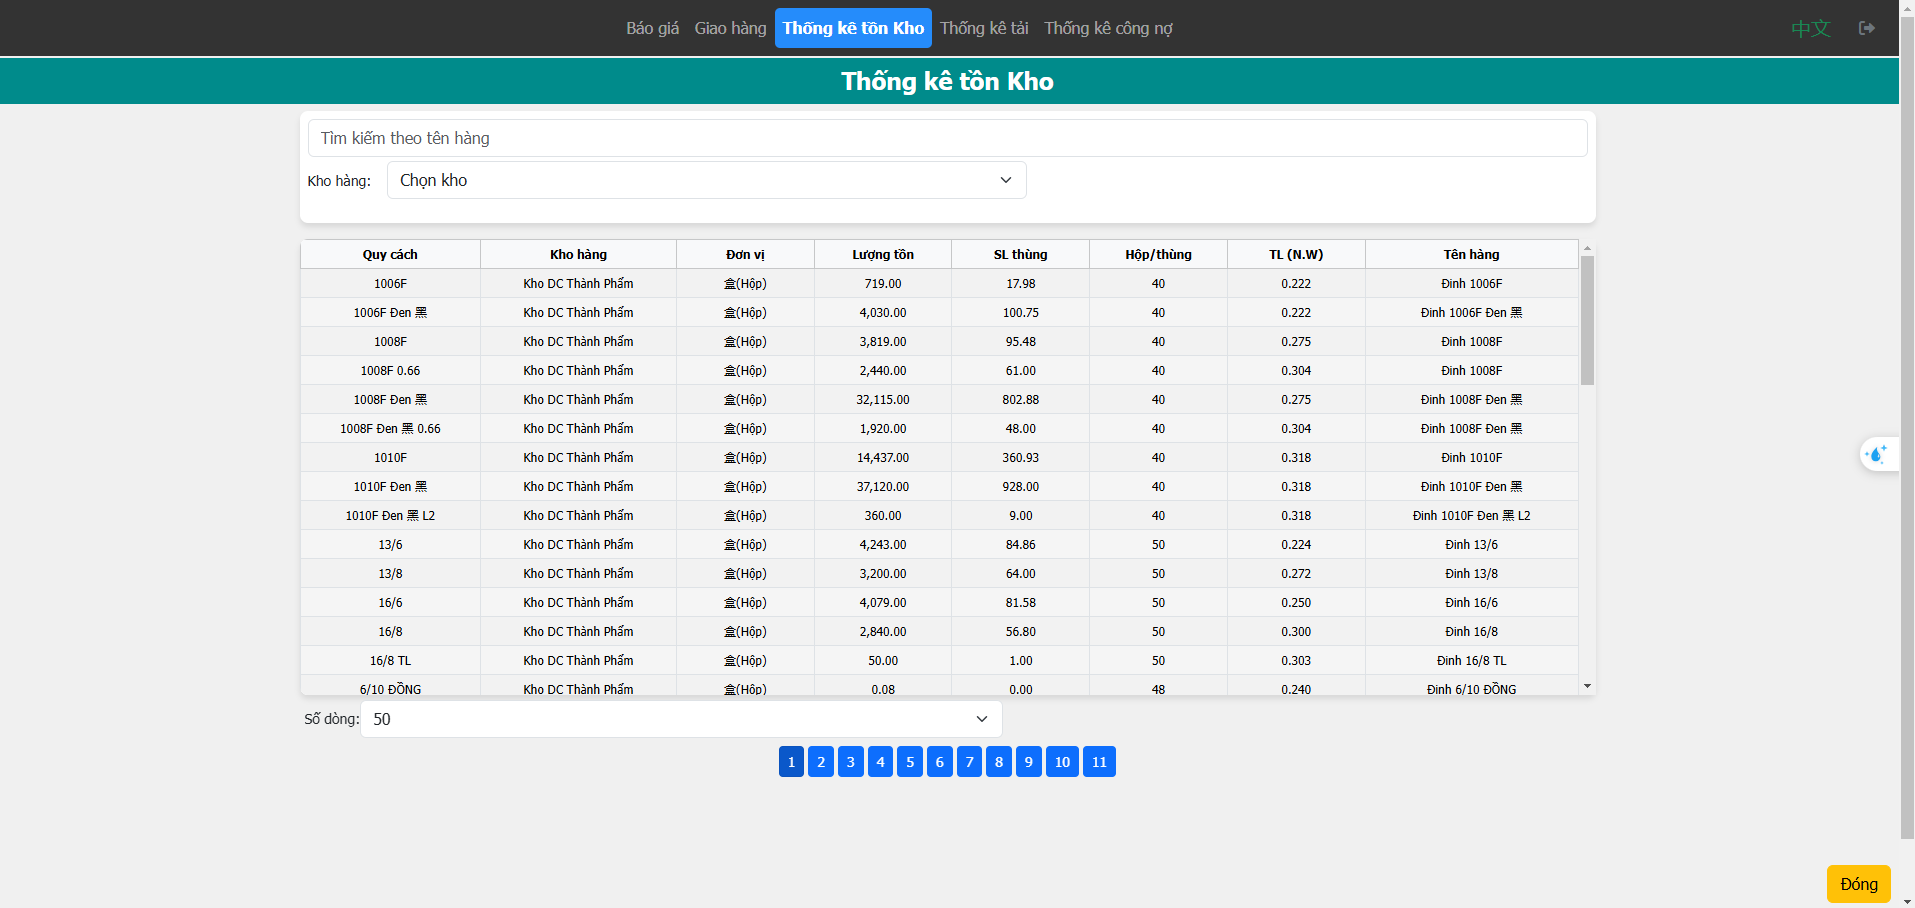 Báo giá Giao hàng Thống kê tồn Kho Thống kê tải Thống kê công nợ 中文
Thống kê tồn Kho
Tìm kiếm theo tên hàng
Kho hàng: Chọn kho
Quy cách Kho hàng Đơn vị Lượng tồn SL thùng Hộp/thùng TL (N.W) Tên hàng
1006F Kho DC Thành Phẩm 盒(Hộp) 719.00 17.98 40 0.222 Đinh 1006F
1006F Đen 黑 Kho DC Thành Phẩm 盒(Hộp) 4,030.00 100.75 40 0.222 Đinh 1006F Đen 黑
1008F Kho DC Thành Phẩm 盒(Hộp) 3,819.00 95.48 40 0.275 Đinh 1008F
1008F 0.66 Kho DC Thành Phẩm 盒(Hộp) 2,440.00 61.00 40 0.304 Đinh 1008F
1008F Đen 黑 Kho DC Thành Phẩm 盒(Hộp) 32,115.00 802.88 40 0.275 Đinh 1008F Đen 黑
1008F Đen 黑 0.66 Kho DC Thành Phẩm 盒(Hộp) 1,920.00 48.00 40 0.304 Đinh 1008F Đen 黑
1010F Kho DC Thành Phẩm 盒(Hộp) 14,437.00 360.93 40 0.318 Đinh 1010F
1010F Đen 黑 Kho DC Thành Phẩm 盒(Hộp) 37,120.00 928.00 40 0.318 Đinh 1010F Đen 黑
1010F Đen 黑 L2 Kho DC Thành Phẩm 盒(Hộp) 360.00 9.00 40 0.318 Đinh 1010F Đen 黑 L2
13/6 Kho DC Thành Phẩm 盒(Hộp) 4,243.00 84.86 50 0.224 Đinh 13/6
13/8 Kho DC Thành Phẩm 盒(Hộp) 3,200.00 64.00 50 0.272 Đinh 13/8
16/6 Kho DC Thành Phẩm 盒(Hộp) 4,079.00 81.58 50 0.250 Đinh 16/6
16/8 Kho DC Thành Phẩm 盒(Hộp) 2,840.00 56.80 50 0.300 Đinh 16/8
16/8 TL Kho DC Thành Phẩm 盒(Hộp) 50.00 1.00 50 0.303 Đinh 16/8 TL
6/10 ĐỒNG Kho DC Thành Phẩm 盒(Hộp) 0.08 0.00 48 0.240 Đinh 6/10 ĐỒNG
Số dòng: 50
1 2 3 4 5 6 7 8 9 10 11
Đóng